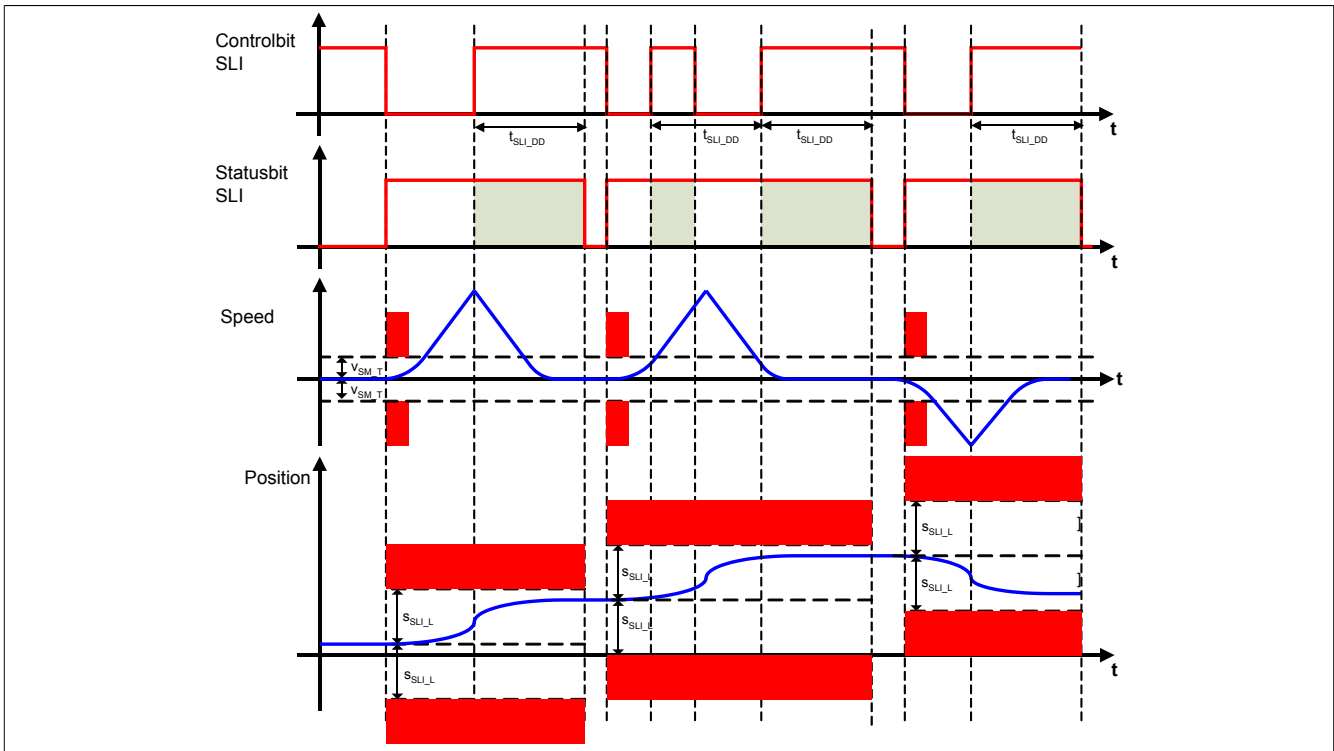 Controlbit
SLI
t
tSLI_DD
tSLI_DD
tSLI_DD
tSLI_DD
Statusbit
SLI
t
Speed
vSM_T
vSM_T
t
Position
sSLI_L
sSLI_L
sSLI_L
sSLI_L
sSLI_L
sSLI_L
t